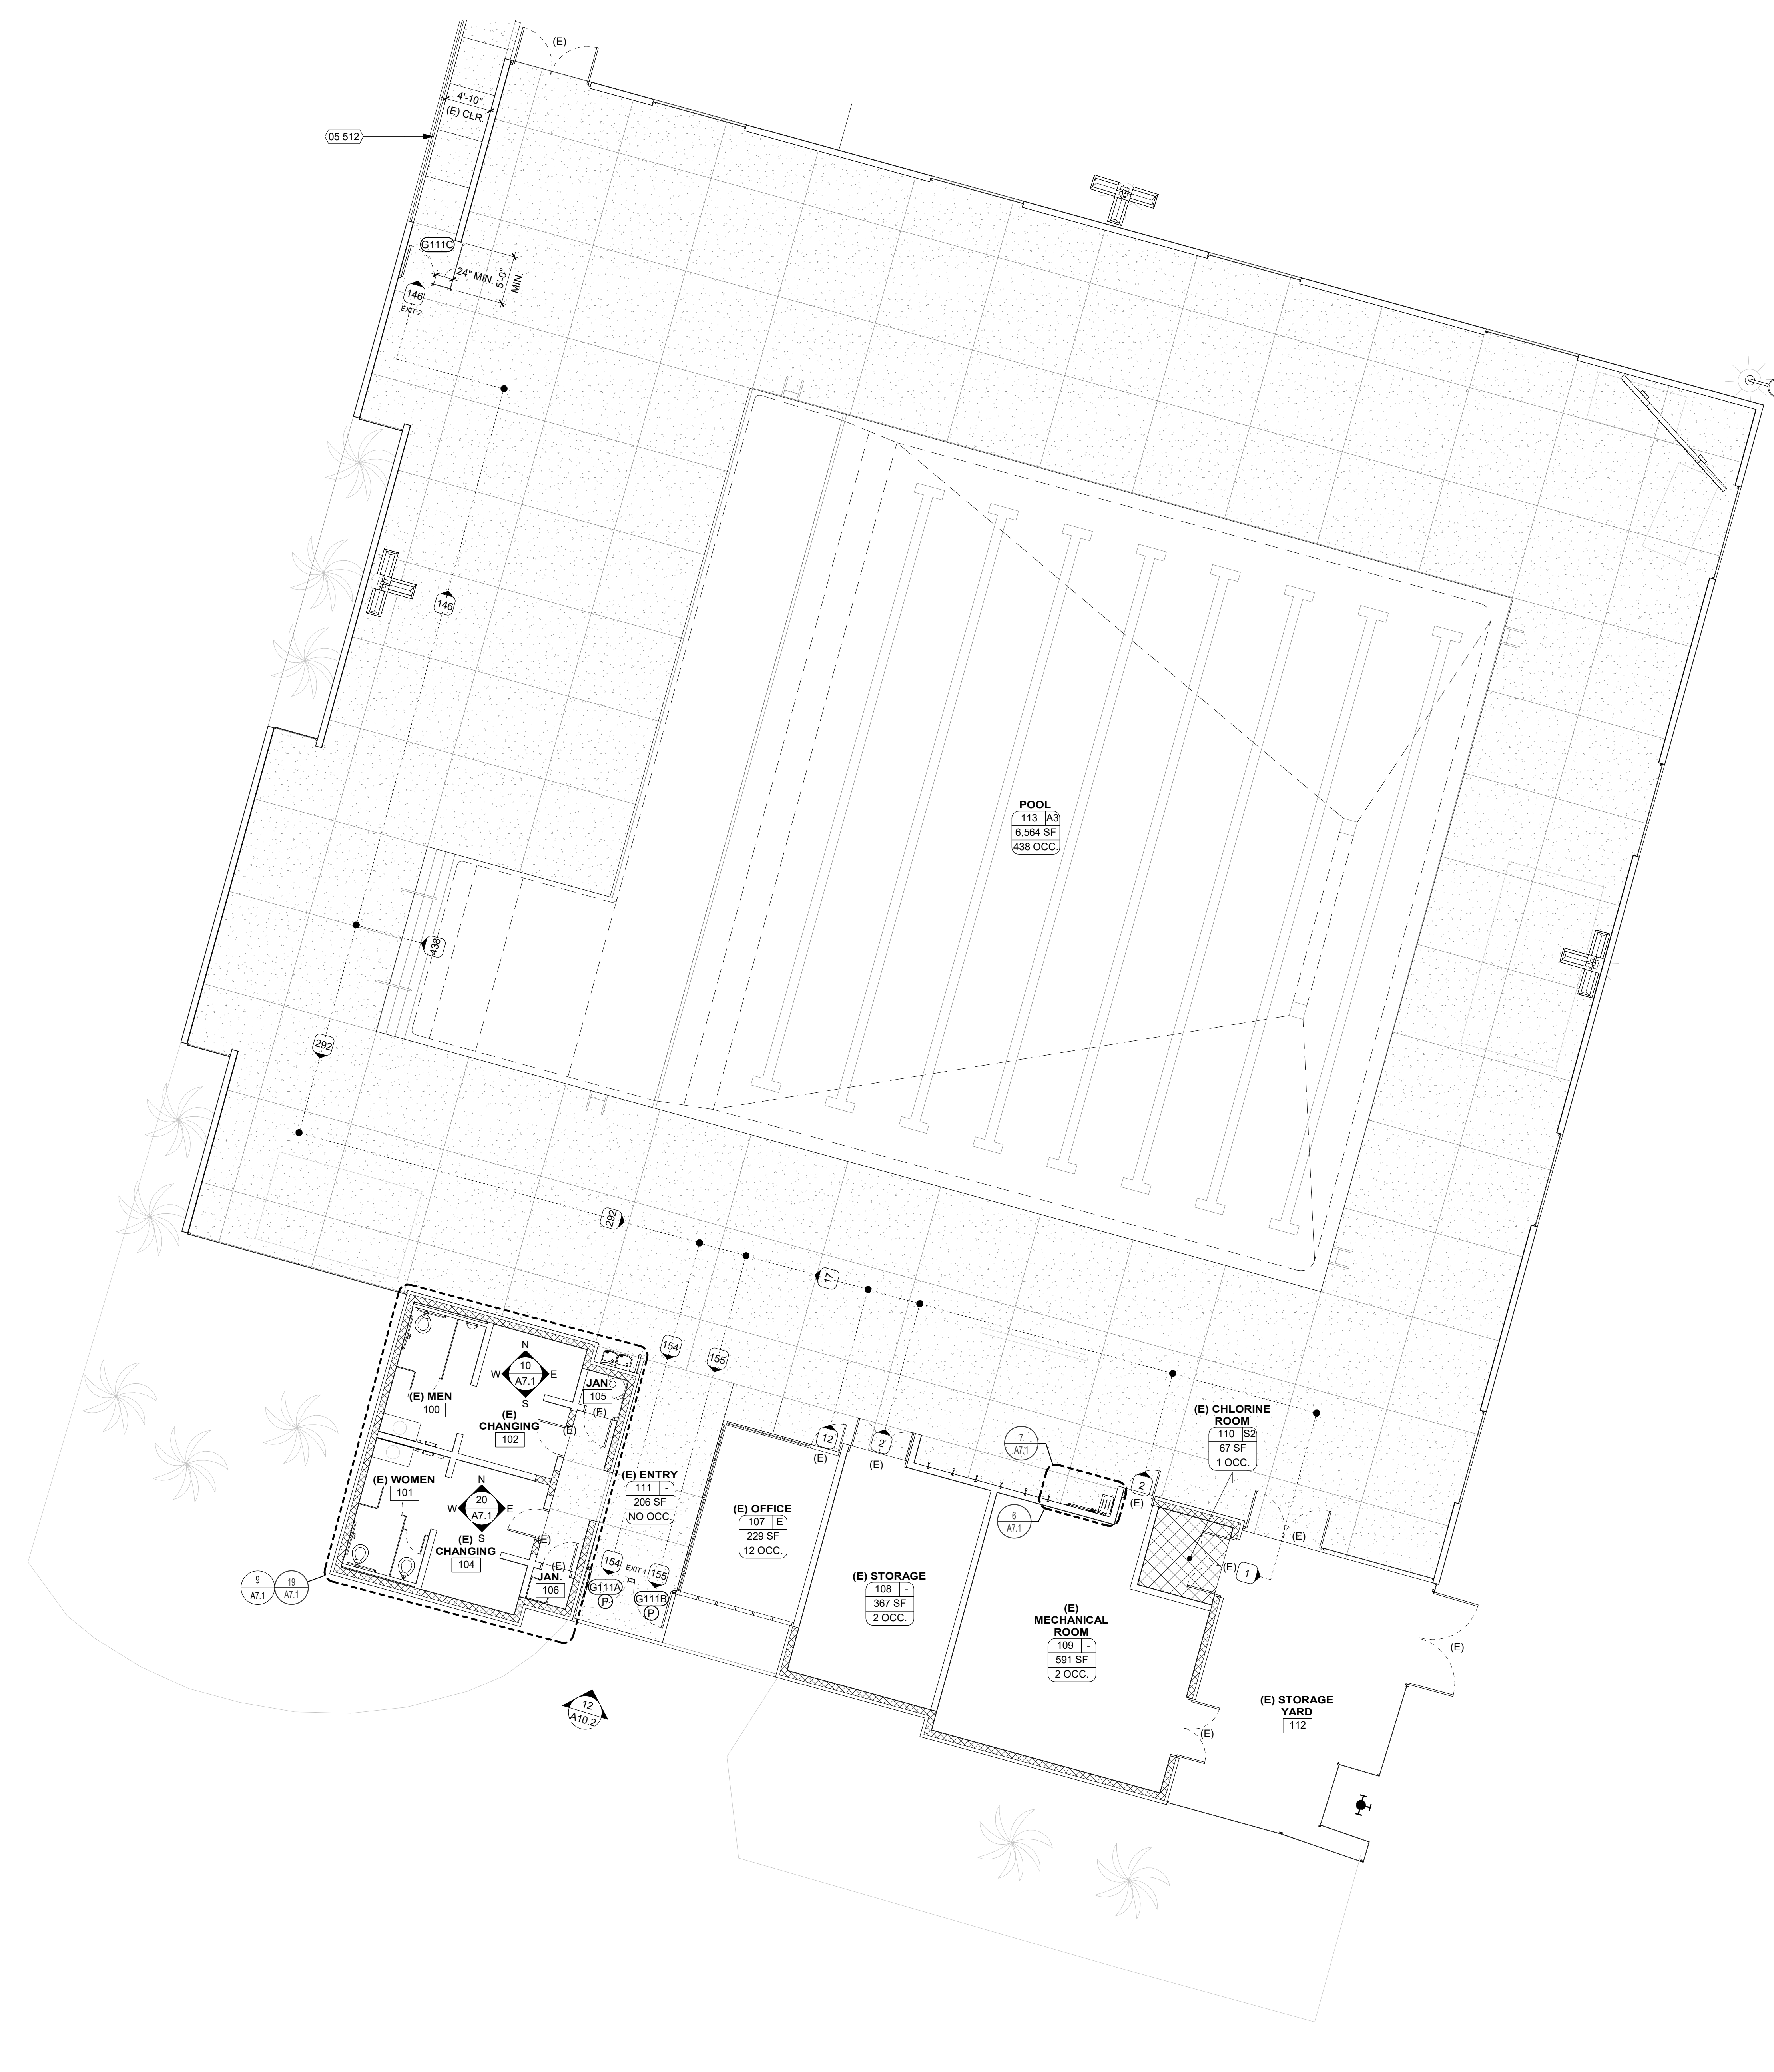 (E)
4'-10"
(E) CLR.
05 512
G111C
24" MIN.
5'-0"
MIN.
146
EXIT 2
146
POOL
113 A3
6,564 SF
438 OCC.
438
292
292
17
154
155
N
10
W E
A7.1
S
JAN.
105
(E)
(E) MEN
100
(E)
CHANGING
102
(E)
(E) WOMEN
101
N
20
W E
A7.1
S
(E)
CHANGING
104
(E)
(E)
JAN.
106
9
A7.1
19
A7.1
(E) ENTRY
111 -
206 SF
NO OCC.
154
EXIT 1
155
G111A
P
G111B
P
(E) OFFICE
107 E
229 SF
12 OCC.
12
(E)
2
(E)
7
A7.1
6
A7.1
2
(E)
(E) CHLORINE
ROOM
110 S2
67 SF
1 OCC.
(E)
(E)
1
(E) STORAGE
108 -
367 SF
2 OCC.
(E)
MECHANICAL
ROOM
109 -
591 SF
2 OCC.
(E)
(E)
(E) STORAGE
YARD
112
12
A10.2